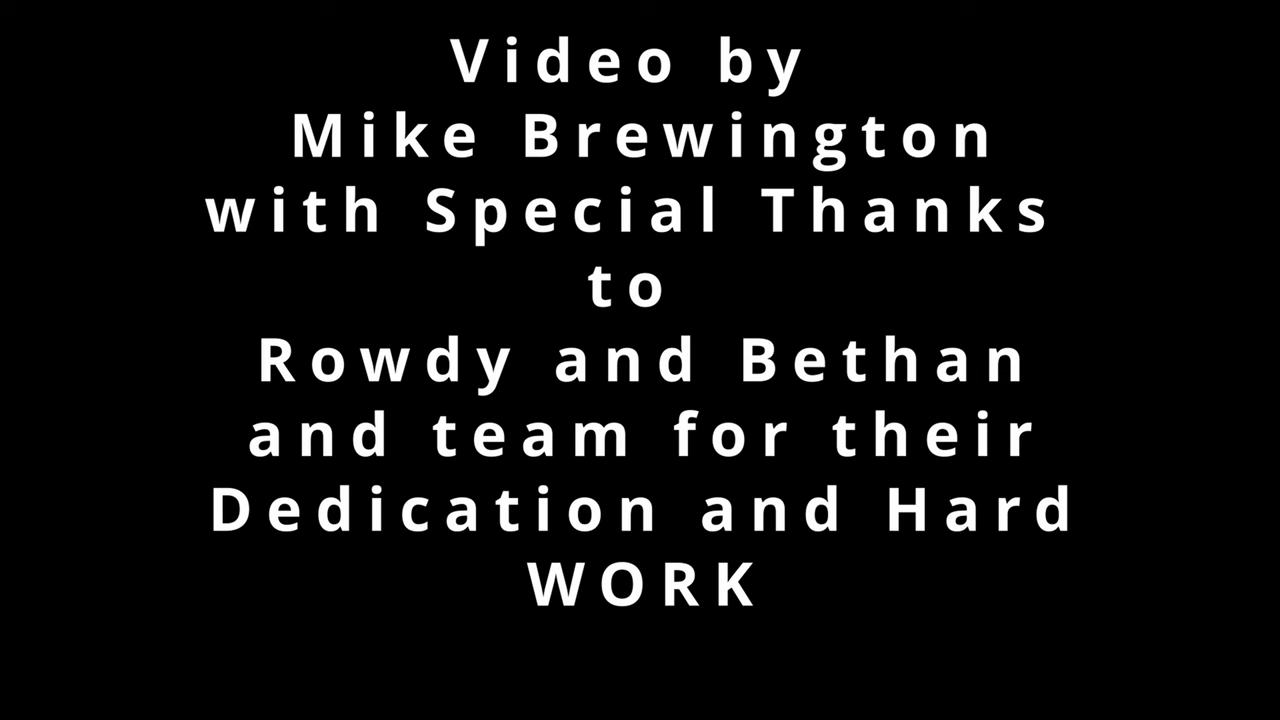 Video by
Mike Brewington
with Special Thanks
to
Rowdy and Bethan
and team for their
Dedication and Hard
WORK